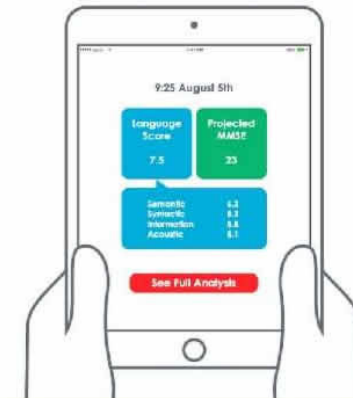 9:25 August 5th
Language Score
7.5
Projected MMSE
23
Semantic
Syntactic
Information
Acoustic
See Full Analysis